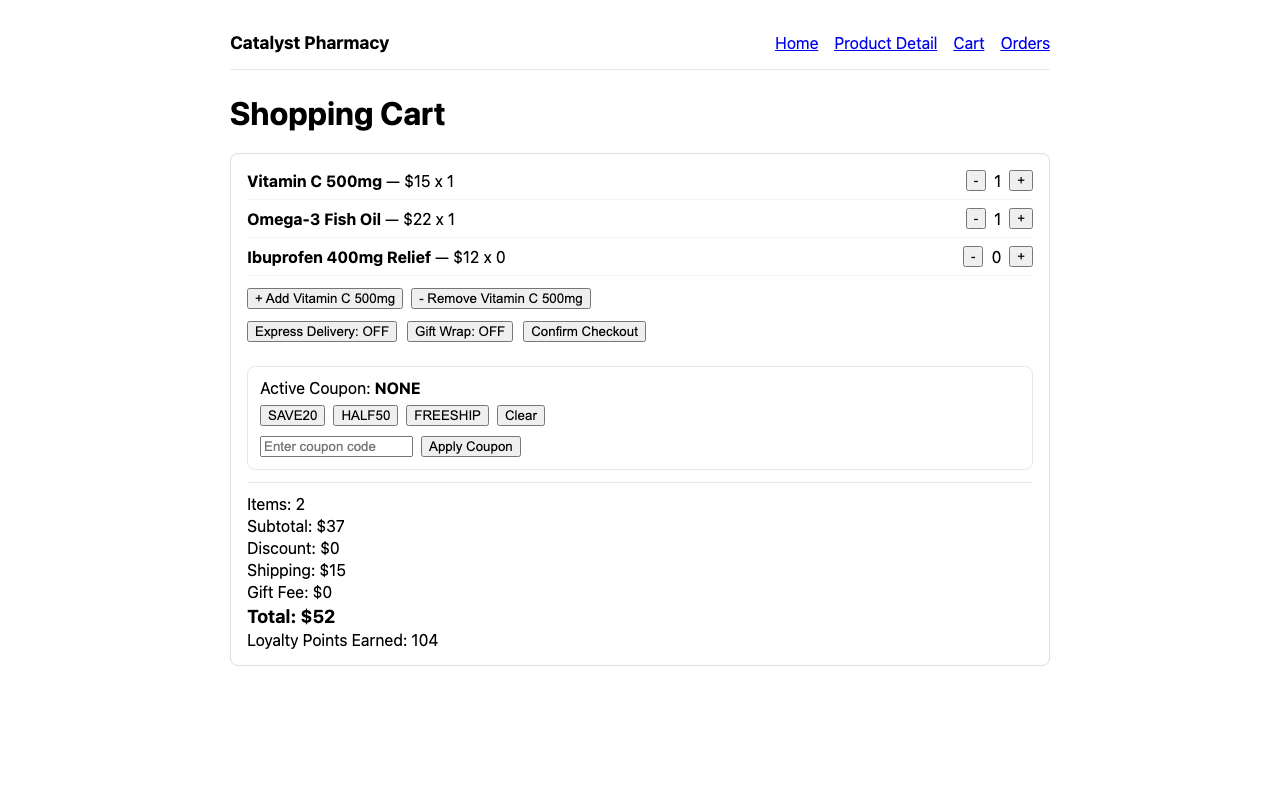 Catalyst Pharmacy
Home Product Detail Cart Orders
Shopping Cart
Vitamin C 500mg — $15 x 1 - 1 +
Omega-3 Fish Oil — $22 x 1 - 1 +
Ibuprofen 400mg Relief — $12 x 0 - 0 +
+ Add Vitamin C 500mg - Remove Vitamin C 500mg
Express Delivery: OFF Gift Wrap: OFF Confirm Checkout
Active Coupon: NONE
SAVE20 HALF50 FREESHIP Clear
Enter coupon code Apply Coupon
Items: 2
Subtotal: $37
Discount: $0
Shipping: $15
Gift Fee: $0
Total: $52
Loyalty Points Earned: 104